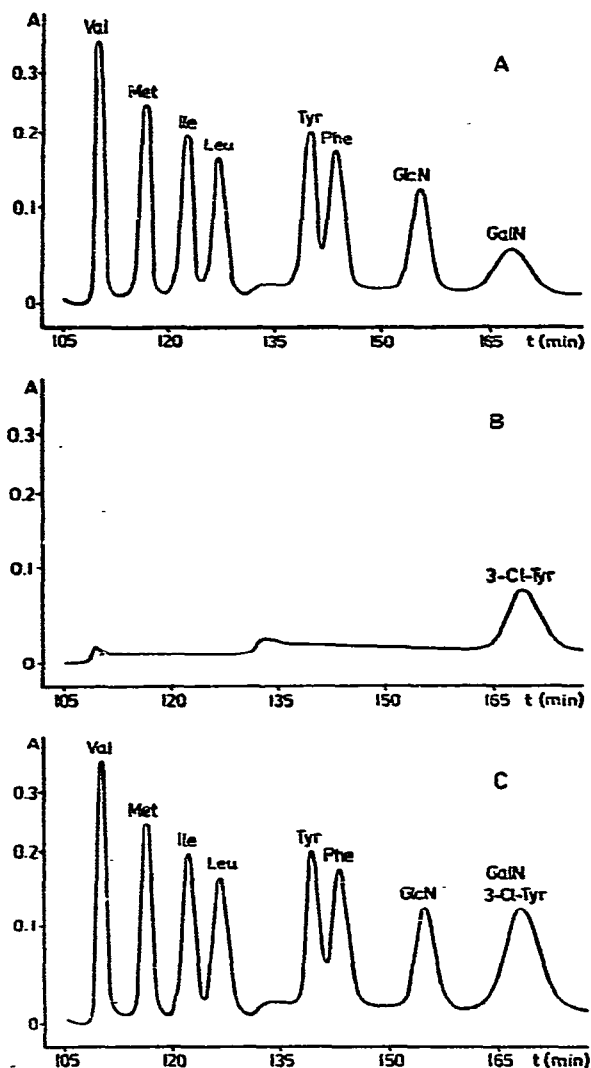 A
Val
A
0.3
Met
Ile
Leu
Tyr
Phe
0.2
GlcN
0.1
GalN
0
105 120 135 150 165 t (min)
A
B
0.3
0.2
0.1
3-Cl-Tyr
0
105 120 135 150 165 t (min)
A
Val
C
0.3
Met
Ile
Leu
Tyr
Phe
0.2
GlcN
GalN
3-Cl-Tyr
0.1
0
105 120 135 150 165 t (min)